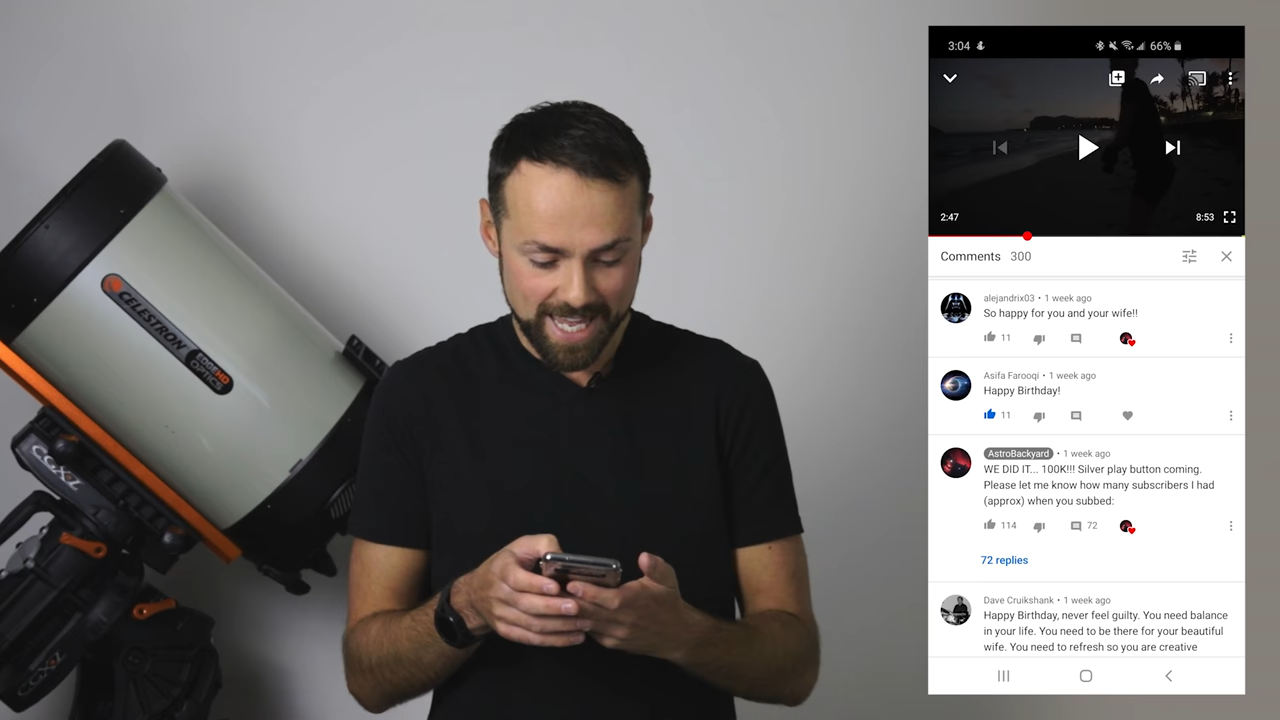 CELESTRON
EDGEHD
OPTICS
CGX-L
CGX-L
3:04
66%
2:47
8:53
Comments 300
alejandrix03 • 1 week ago
So happy for you and your wife!!
11
Asifa Farooqi • 1 week ago
Happy Birthday!
11
AstroBackyard • 1 week ago
WE DID IT... 100K!!! Silver play button coming.
Please let me know how many subscribers I had
(approx) when you subbed:
114
72
72 replies
Dave Cruikshank • 1 week ago
Happy Birthday, never feel guilty. You need balance
in your life. You need to be there for your beautiful
wife. You need to refresh so you are creative